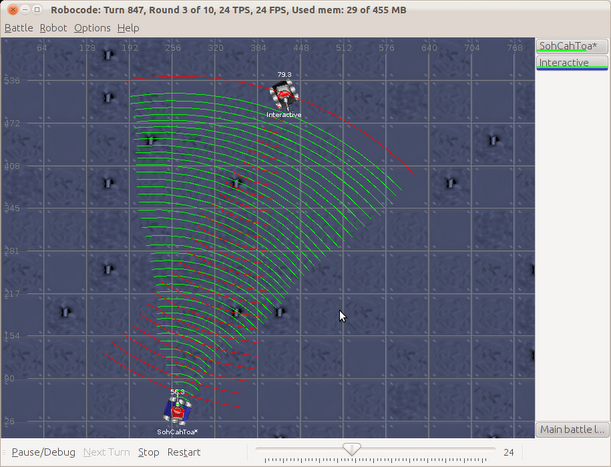 Robocode: Turn 847, Round 3 of 10, 24 TPS, 24 FPS, Used mem: 29 of 455 MB
Battle Robot Options Help
64 128 192 256 320 384 448 512 576 640 704 768
SohCahToa*
Interactive
536
79.3
Interactive
472
408
345
281
217
154
90
26
SohCahToa*
Main battle l...
Pause/Debug Next Turn Stop Restart 24